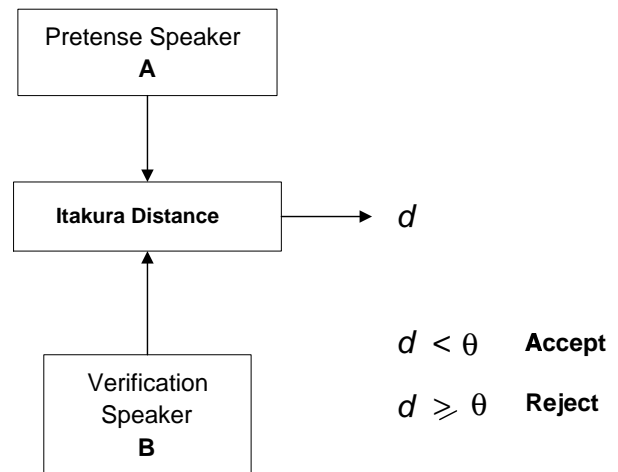 Pretense Speaker
A
Itakura Distance
d
d < θ Accept
d ⩾ θ Reject
Verification
Speaker
B